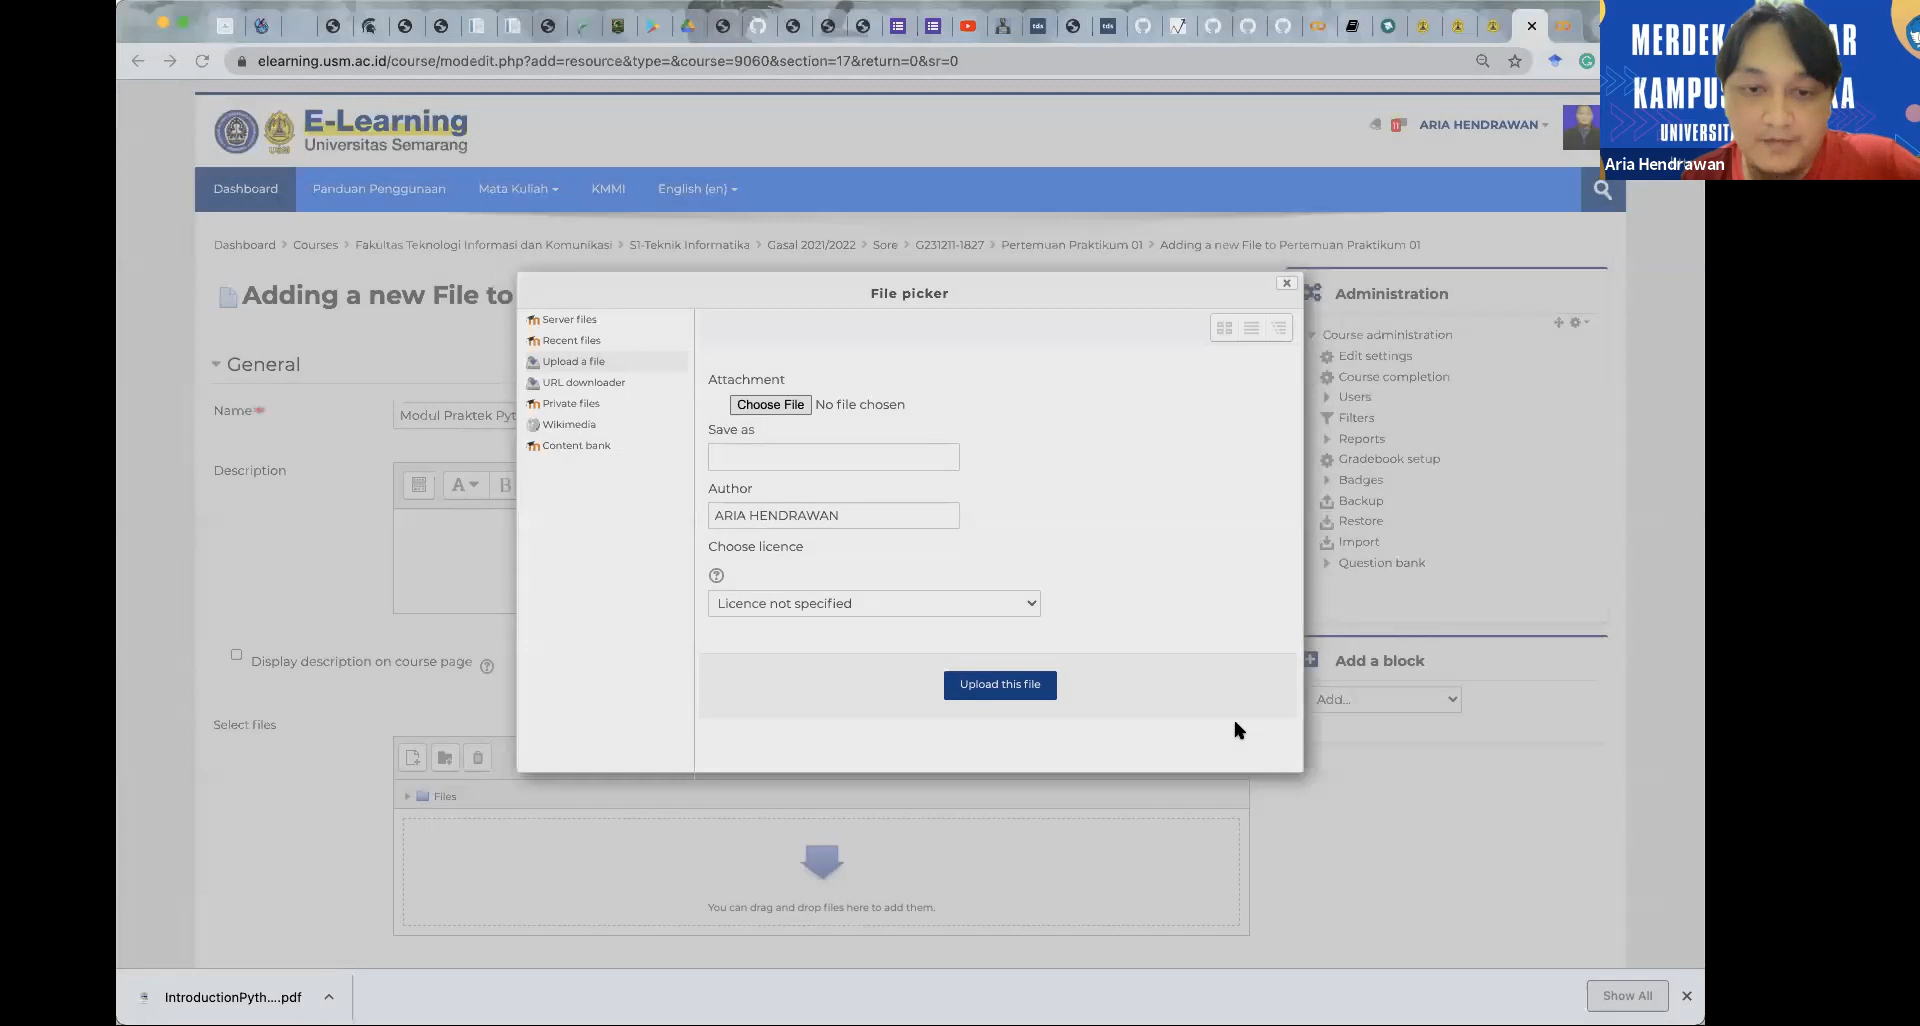 tds
tds
elearning.usm.ac.id/course/modedit.php?add=resource&type=&course=9060&section=17&return=0&sr=0
MERDEK AR
KAMPUS A
UNIVERSITA
Aria Hendrawan
E-Learning
Universitas Semarang
USM
11
ARIA HENDRAWAN
Dashboard
Panduan Penggunaan
Mata Kuliah
KMMI
English (en)
Dashboard > Courses > Fakultas Teknologi Informasi dan Komunikasi > S1-Teknik Informatika > Gasal 2021/2022 > Sore > G231211-1827 > Pertemuan Praktikum 01 > Adding a new File to Pertemuan Praktikum 01
Adding a new File to
General
Name
Modul Praktek Pyt
Description
A
B
Display description on course page
Select files
Files
You can drag and drop files here to add them.
File picker
Server files
Recent files
Upload a file
URL downloader
Private files
Wikimedia
Content bank
Attachment
Choose File No file chosen
Save as
Author
ARIA HENDRAWAN
Choose licence
?
Licence not specified
Upload this file
Administration
Course administration
Edit settings
Course completion
Users
Filters
Reports
Gradebook setup
Badges
Backup
Restore
Import
Question bank
Add a block
Add...
IntroductionPyth....pdf
Show All